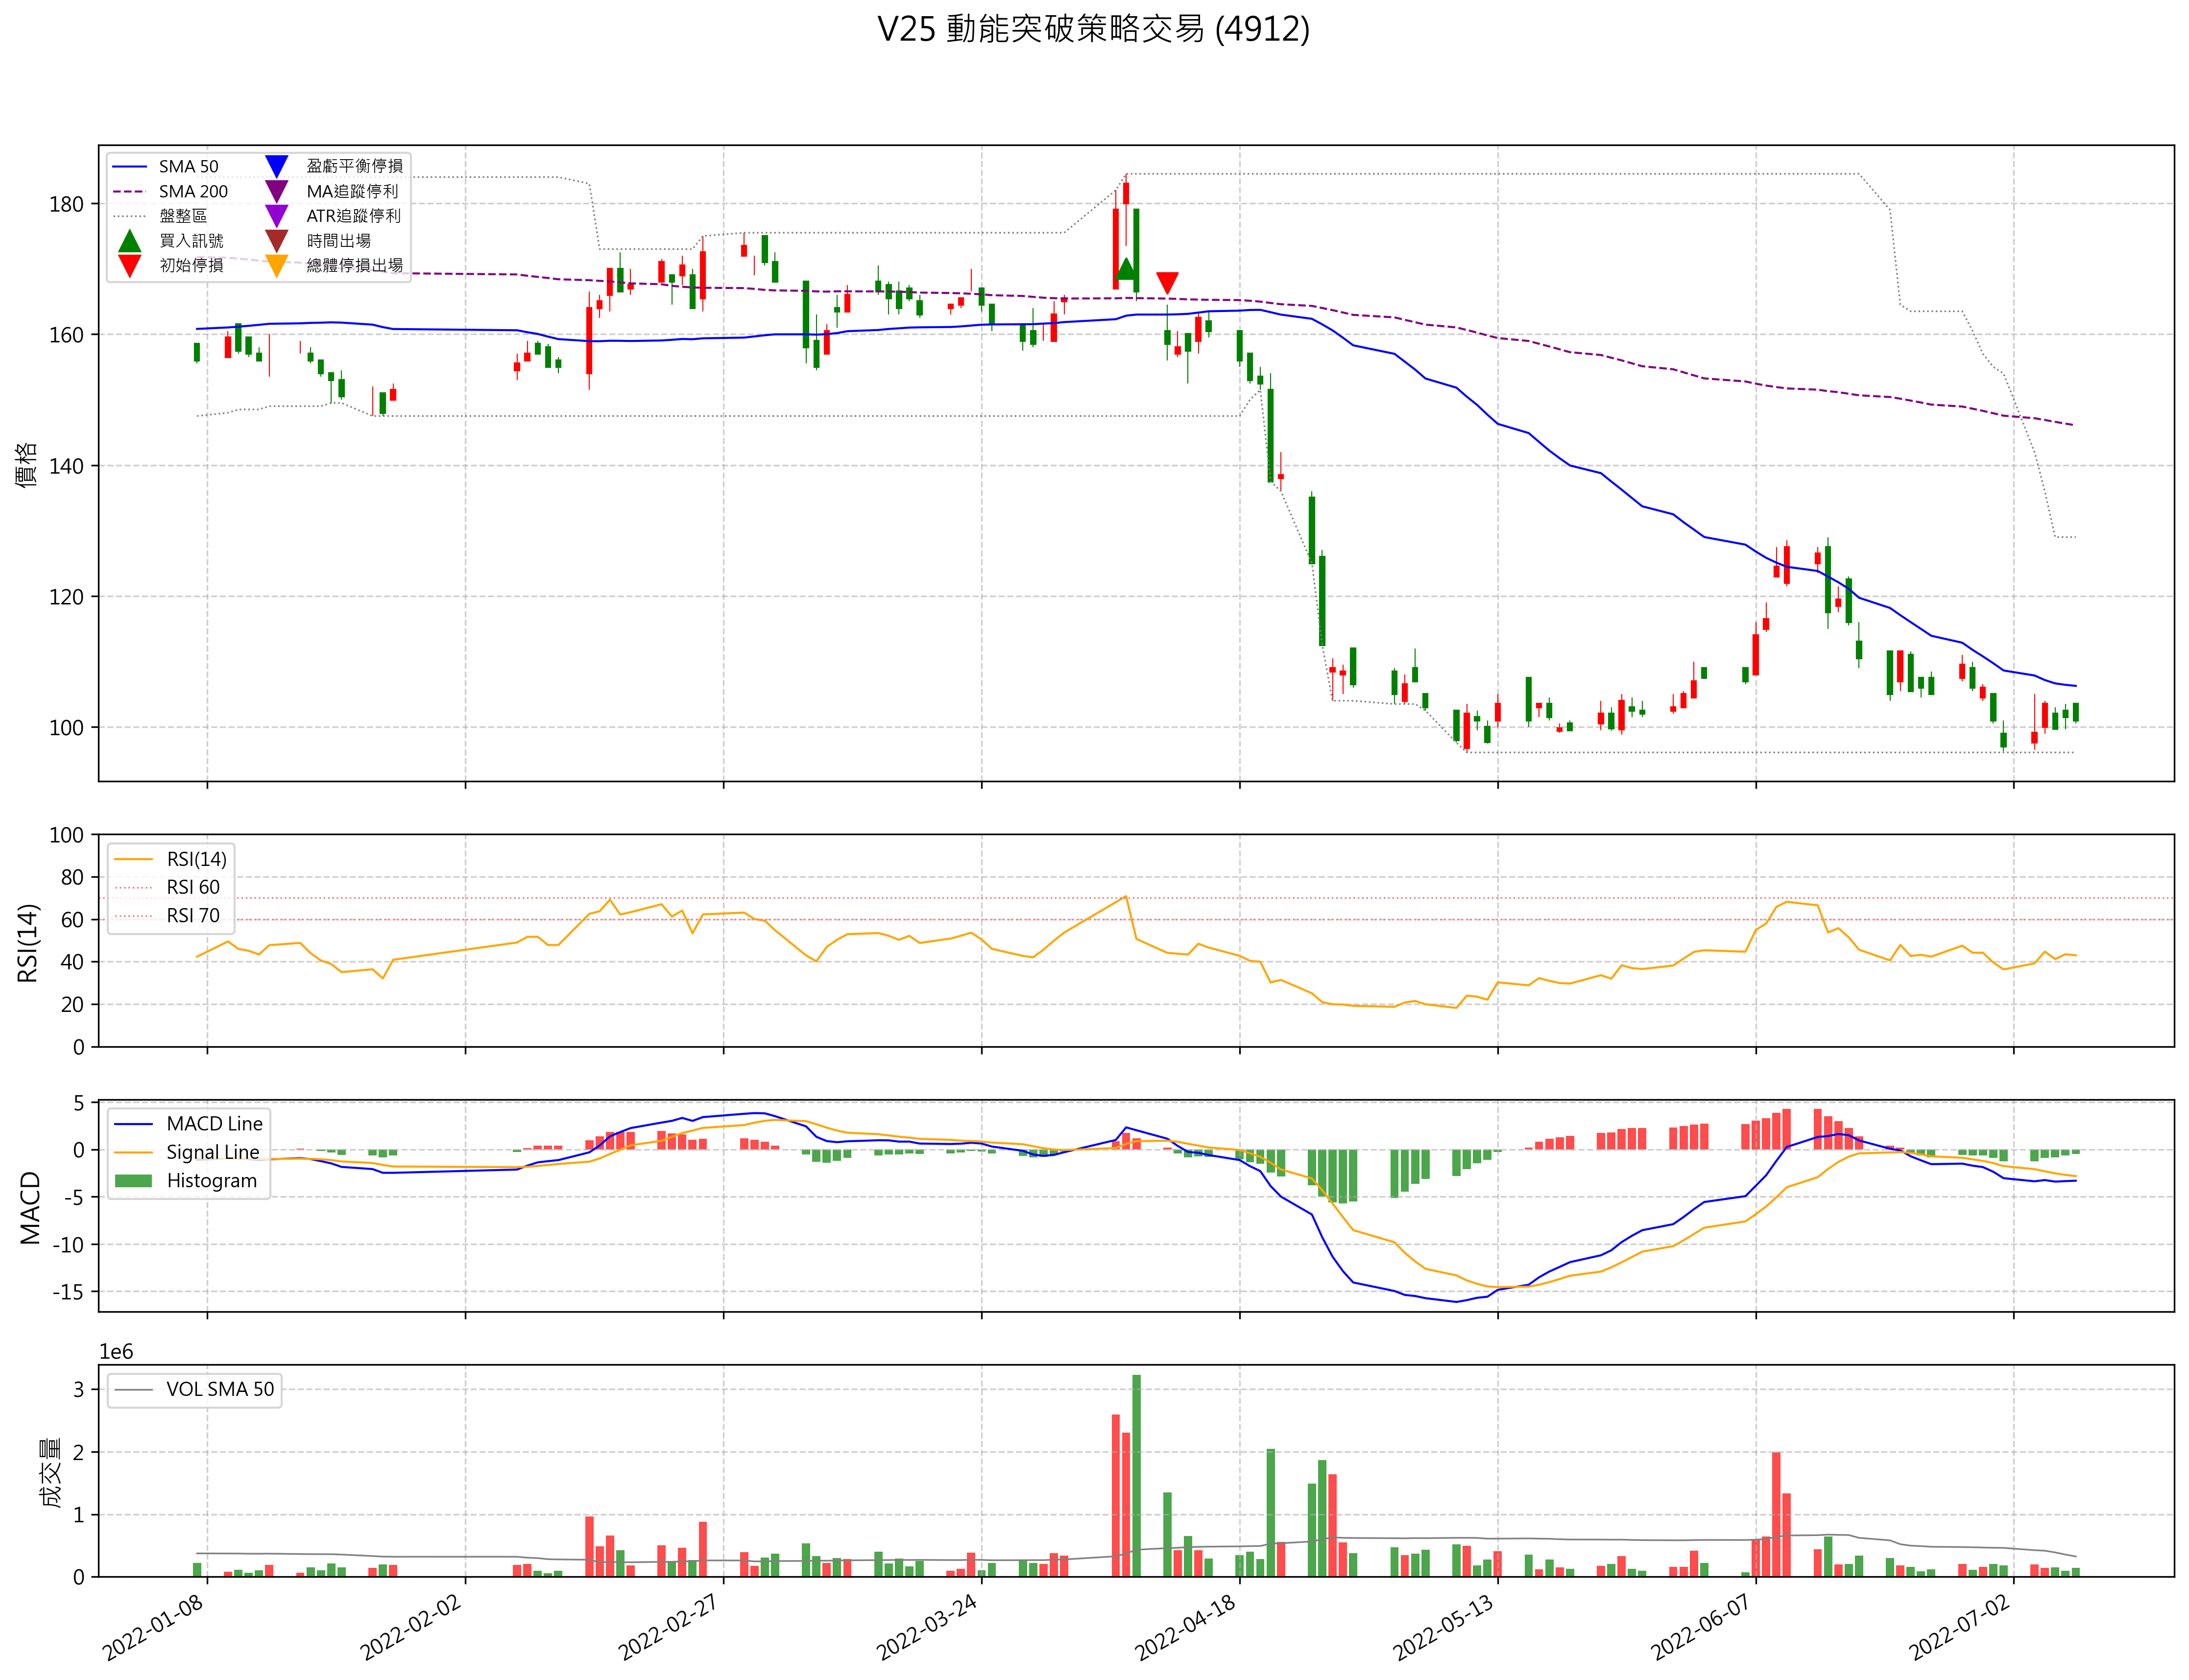 V25 動能突破策略交易 (4912)
SMA 50
SMA 200
盤整區
買入訊號
初始停損
盈虧平衡停損
MA追蹤停利
ATR追蹤停利
時間出場
總體停損出場
價格
180
160
140
120
100
RSI(14)
RSI 60
RSI 70
RSI(14)
100
80
60
40
20
0
MACD Line
Signal Line
Histogram
MACD
5
0
-5
-10
-15
1e6
VOL SMA 50
成交量
3
2
1
0
2022-01-08
2022-02-02
2022-02-27
2022-03-24
2022-04-18
2022-05-13
2022-06-07
2022-07-02